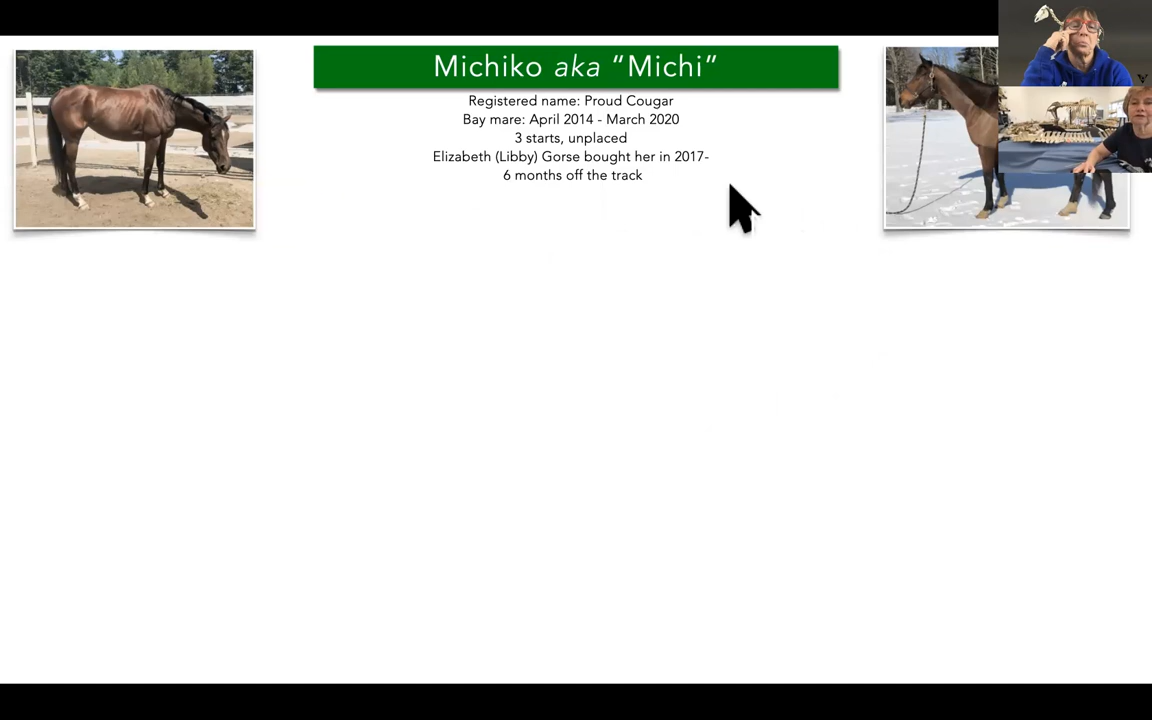 Michiko aka “Michi”
Registered name: Proud Cougar
Bay mare: April 2014 - March 2020
3 starts, unplaced
Elizabeth (Libby) Gorse bought her in 2017-
6 months off the track